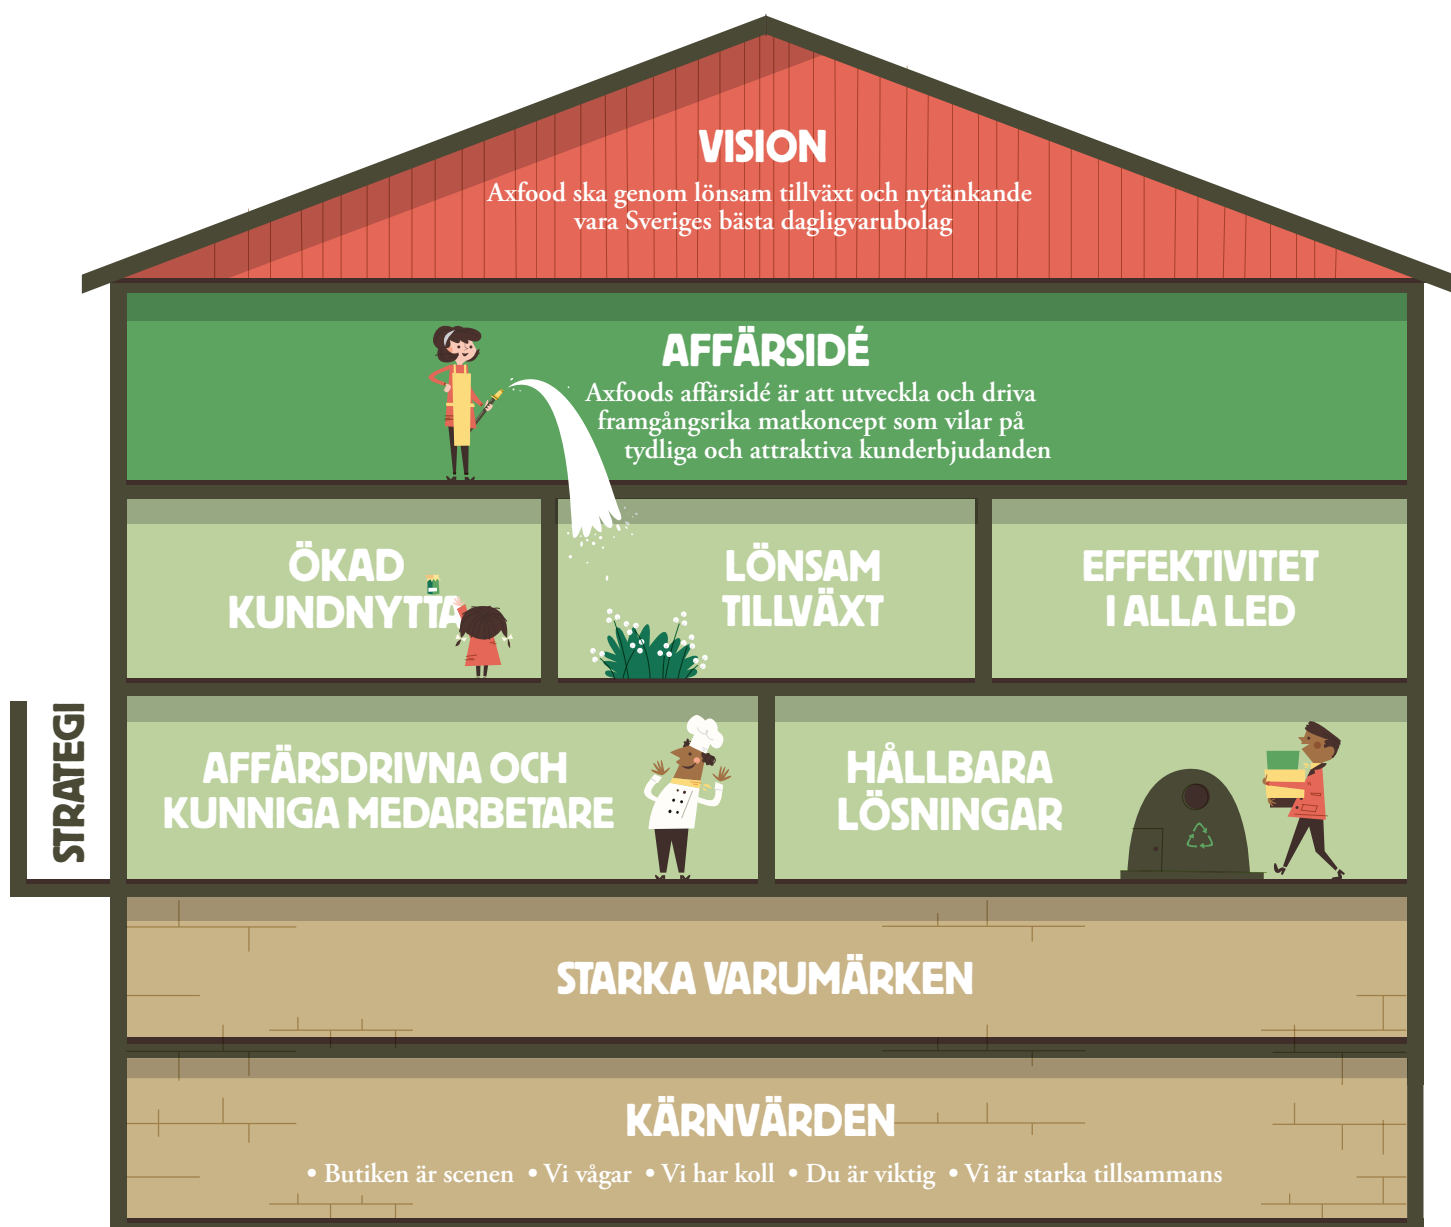 VISION
Axfood ska genom lönsam tillväxt och nytänkande
vara Sveriges bästa dagligvarubolag
AFFÄRSIDÉ
Axfoods affärsidé är att utveckla och driva
framgångsrika matkoncept som vilar på
tydliga och attraktiva kunderbjudanden
ÖKAD
KUNDNYTTA
LÖNSAM
TILLVÄXT
EFFEKTIVITET
I ALLA LED
STRATEGI
AFFÄRSDRIVNA OCH
KUNNIGA MEDARBETARE
HÅLLBARA
LÖSNINGAR
STARKA VARUMÄRKEN
KÄRNVÄRDEN
• Butiken är scenen • Vi vågar • Vi har koll • Du är viktig • Vi är starka tillsammans